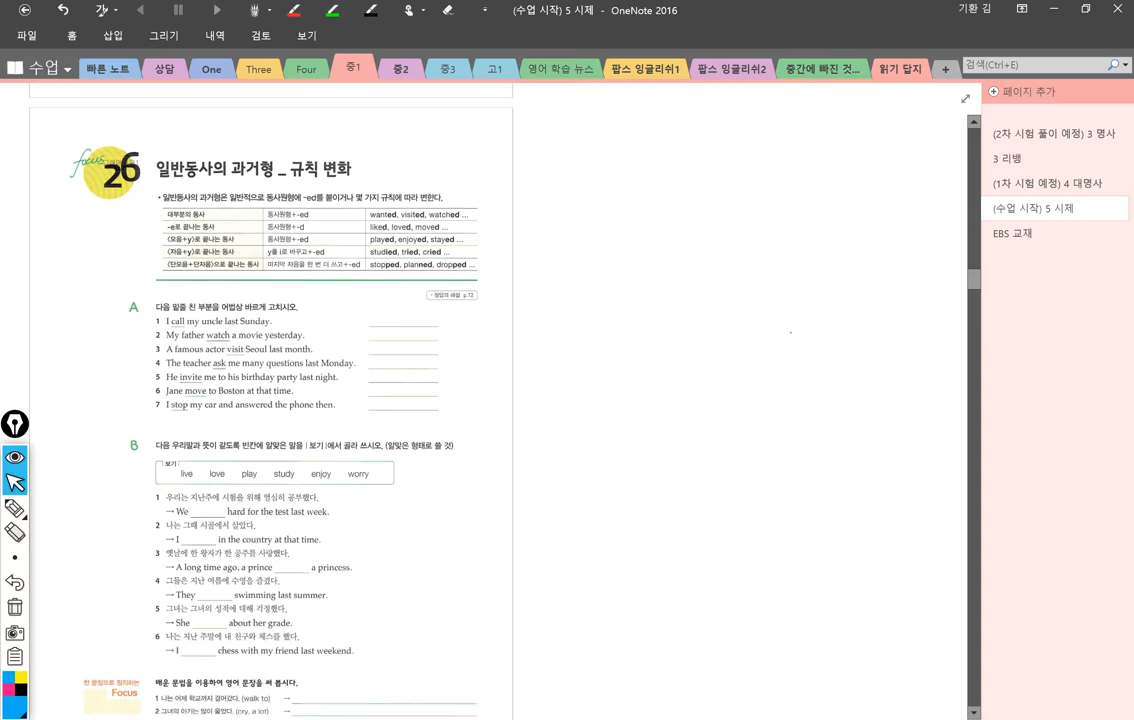 (수업 시작) 5 시제 - OneNote 2016
기환 김
파일 홈 삽입 그리기 내역 검토 보기
수업 빠른 노트 상담 One Three Four 중1 중2 중3 고1 영어 학습 뉴스 팝스 잉글리쉬1 팝스 잉글리쉬2 중간에 빠진 것... 읽기 답지 +
검색(Ctrl+E)
페이지 추가
(2차 시험 풀이 예정) 3 명사
3 리뱅
(1차 시험 예정) 4 대명사
(수업 시작) 5 시제
EBS 교재
focus 26
일반동사의 과거형 _ 규칙 변화
• 일반동사의 과거형은 일반적으로 동사원형에 -ed를 붙이거나 몇 가지 규칙에 따라 변한다.
대부분의 동사 동사원형+-ed wanted, visited, watched ...
-e로 끝나는 동사 동사원형+-d liked, loved, moved ...
〈모음+y〉로 끝나는 동사 동사원형+-ed played, enjoyed, stayed ...
〈자음+y〉로 끝나는 동사 y를 i로 바꾸고+-ed studied, tried, cried ...
〈단모음+단자음〉으로 끝나는 동사 마지막 자음을 한 번 더 쓰고+-ed stopped, planned, dropped ...
• 정답과 해설 p.12
A 다음 밑줄 친 부분을 어법상 바르게 고치시오.
1 I call my uncle last Sunday.
2 My father watch a movie yesterday.
3 A famous actor visit Seoul last month.
4 The teacher ask me many questions last Monday.
5 He invite me to his birthday party last night.
6 Jane move to Boston at that time.
7 I stop my car and answered the phone then.
B 다음 우리말과 뜻이 같도록 빈칸에 알맞은 말을 |보기|에서 골라 쓰시오. (알맞은 형태로 쓸 것)
보기
live love play study enjoy worry
1 우리는 지난주에 시험을 위해 열심히 공부했다.
→ We ______ hard for the test last week.
2 나는 그때 시골에서 살았다.
→ I ______ in the country at that time.
3 옛날에 한 왕자가 한 공주를 사랑했다.
→ A long time ago, a prince ______ a princess.
4 그들은 지난 여름에 수영을 즐겼다.
→ They ______ swimming last summer.
5 그녀는 그녀의 성적에 대해 걱정했다.
→ She ______ about her grade.
6 나는 지난 주말에 내 친구와 체스를 했다.
→ I ______ chess with my friend last weekend.
한 문장으로 정리하는
Focus
배운 문법을 이용하여 영어 문장을 써 봅시다.
1 나는 어제 학교까지 걸어갔다. (walk to) →
2 그녀의 아기는 많이 울었다. (cry, a lot) →